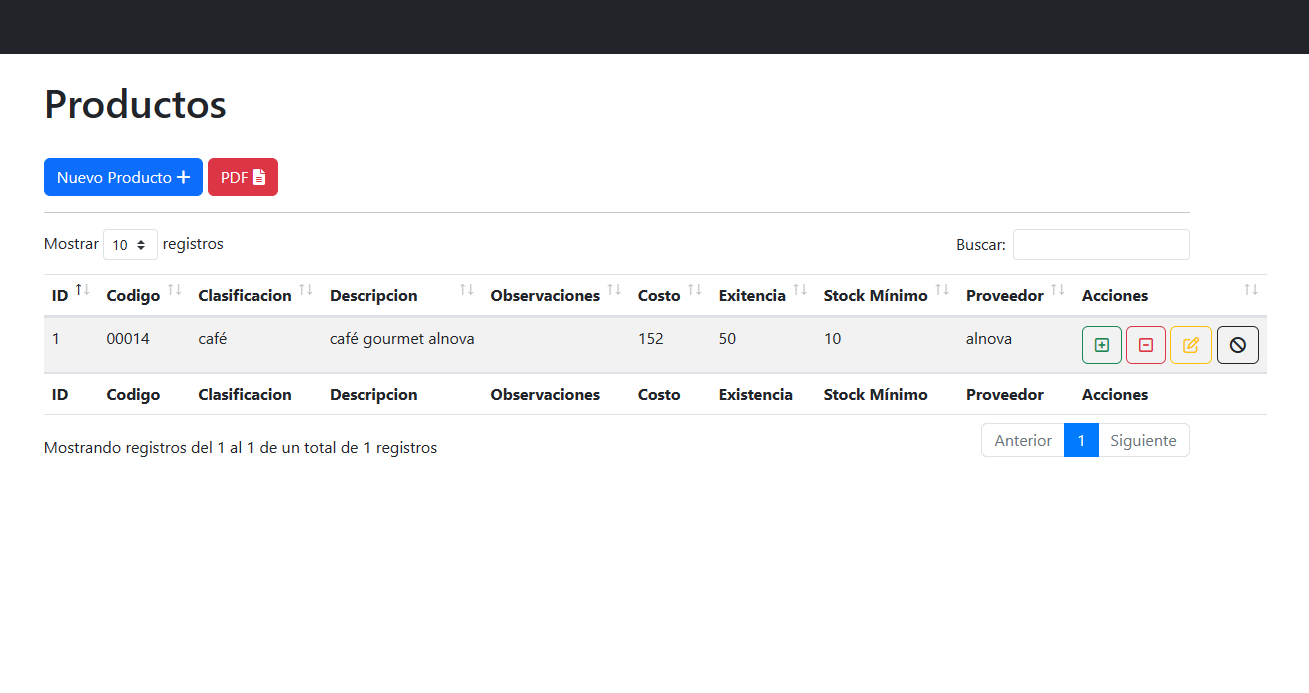 Productos
Nuevo Producto PDF
Mostrar 10 registros Buscar:
ID Codigo Clasificacion Descripcion Observaciones Costo Exitencia Stock Mínimo Proveedor Acciones
1 00014 café café gourmet alnova 152 50 10 alnova
ID Codigo Clasificacion Descripcion Observaciones Costo Existencia Stock Mínimo Proveedor Acciones
Mostrando registros del 1 al 1 de un total de 1 registros Anterior 1 Siguiente